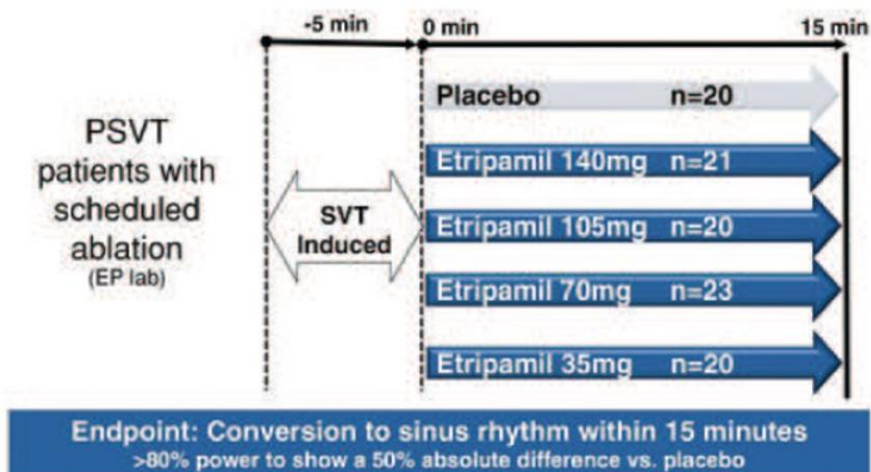 -5 min
0 min
15 min
PSVT
patients with
scheduled
ablation
(EP lab)
SVT
Induced
Placebo n=20
Etripamil 140mg n=21
Etripamil 105mg n=20
Etripamil 70mg n=23
Etripamil 35mg n=20
Endpoint: Conversion to sinus rhythm within 15 minutes
>80% power to show a 50% absolute difference vs. placebo